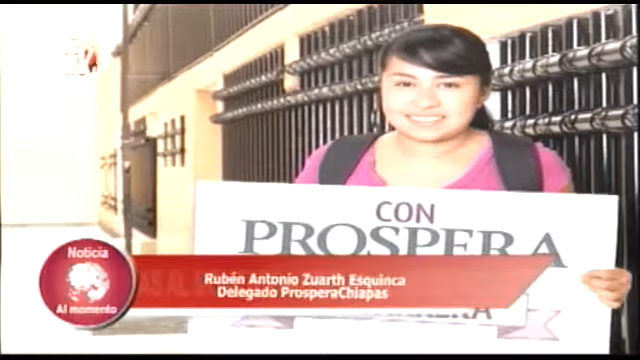 CON
PROSPERA
Noticia
Al momento
Rubén Antonio Zuarth Esquinca
Delegado ProsperaChiapas